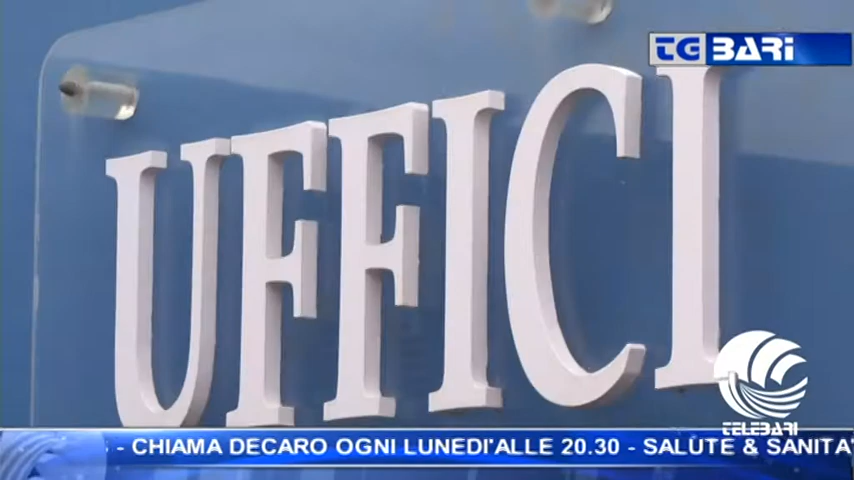 TG BARI
UFFICI
TELEBARI
- CHIAMA DECARO OGNI LUNEDI'ALLE 20.30 - SALUTE & SANITA'